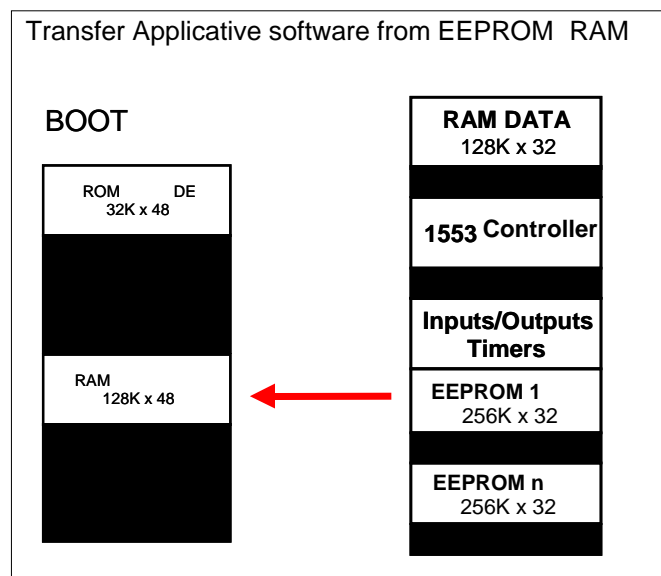 Transfer Applicative software from EEPROM RAM
BOOT
ROM DE
32K x 48
RAM
128K x 48
RAM DATA
128K x 32
1553 Controller
Inputs/Outputs
Timers
EEPROM 1
256K x 32
EEPROM n
256K x 32